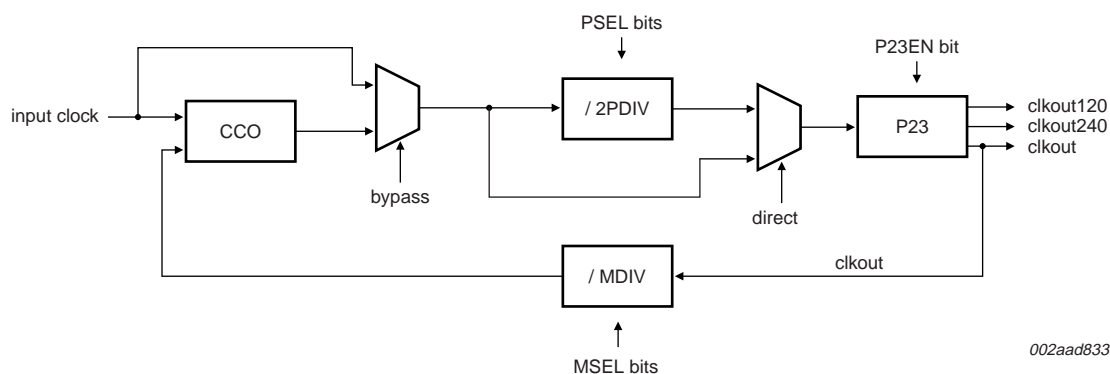 PSEL bits
P23EN bit
input clock
CCO
/ 2PDIV
P23
clkout120
clkout240
clkout
bypass
direct
/ MDIV
clkout
MSEL bits
002aad833